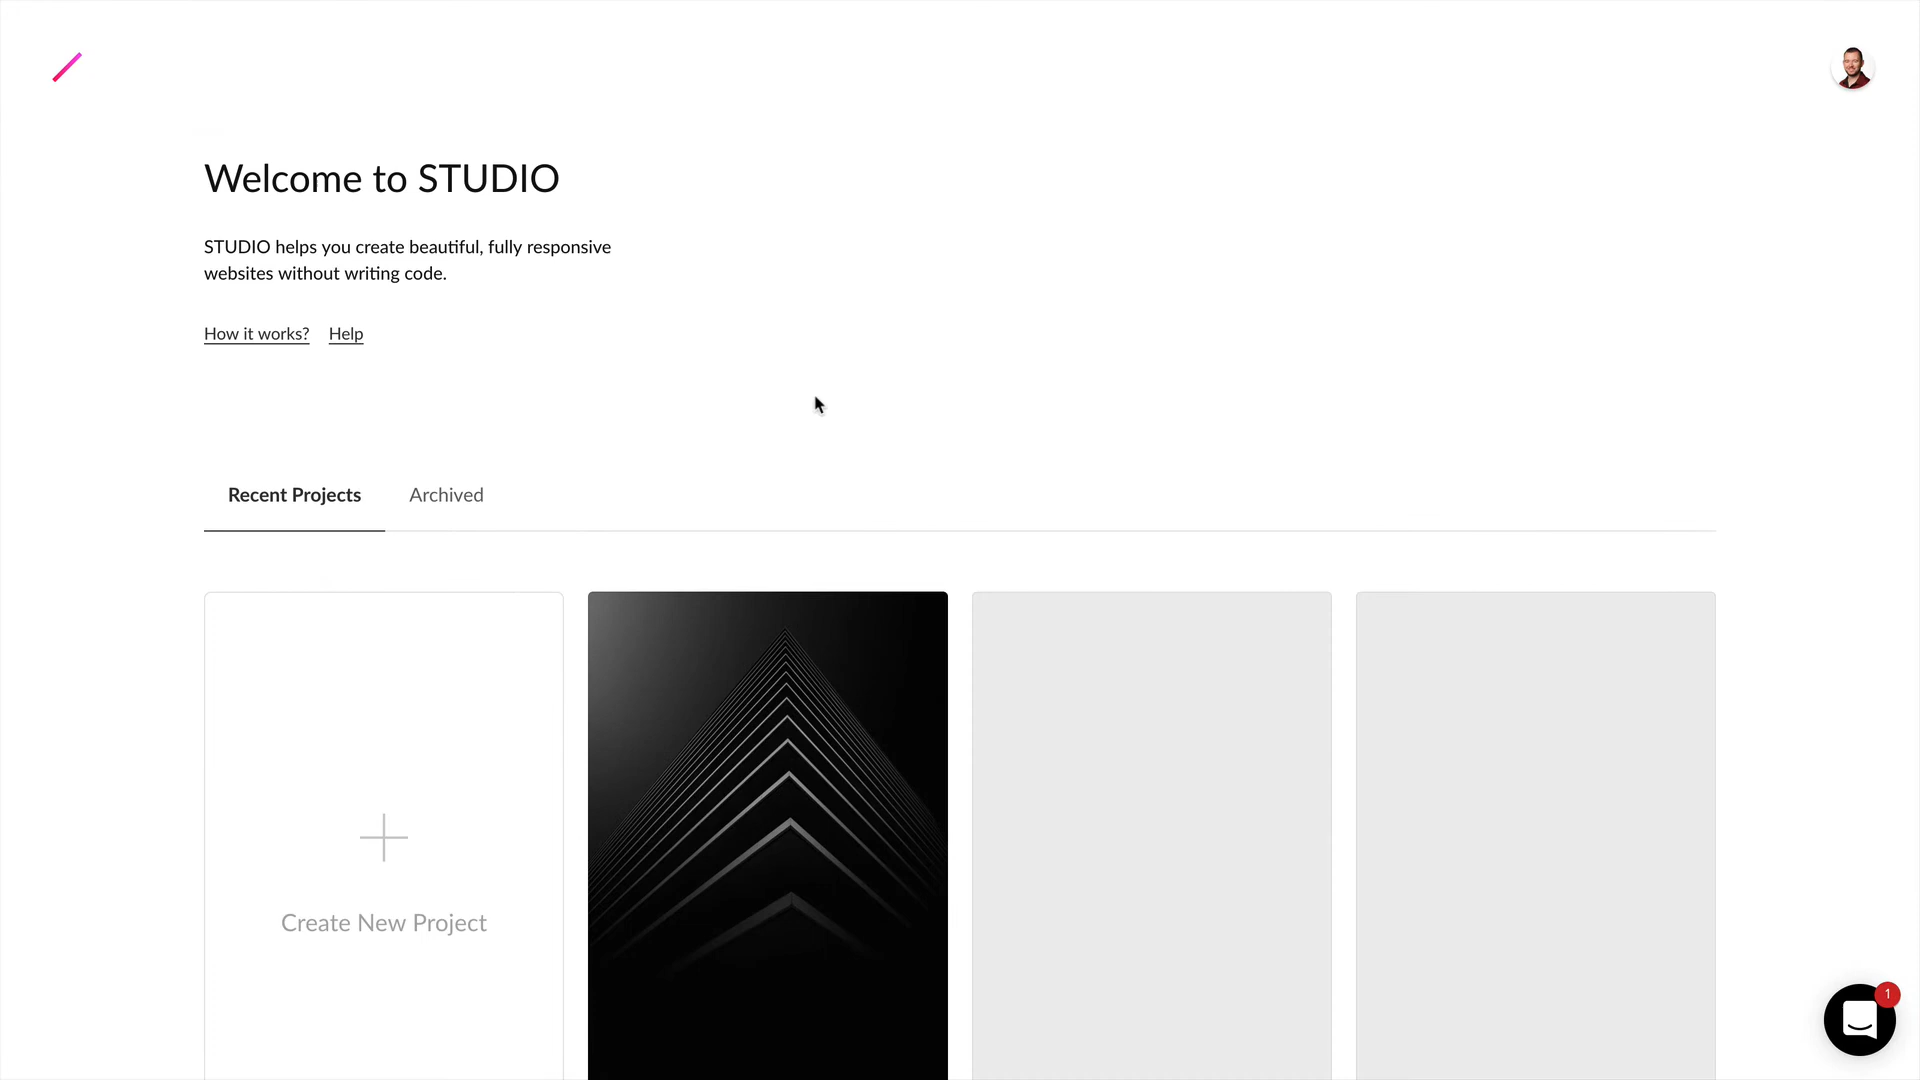 Welcome to STUDIO
STUDIO helps you create beautiful, fully responsive
websites without writing code.
How it works? Help
Recent Projects Archived
Create New Project
1